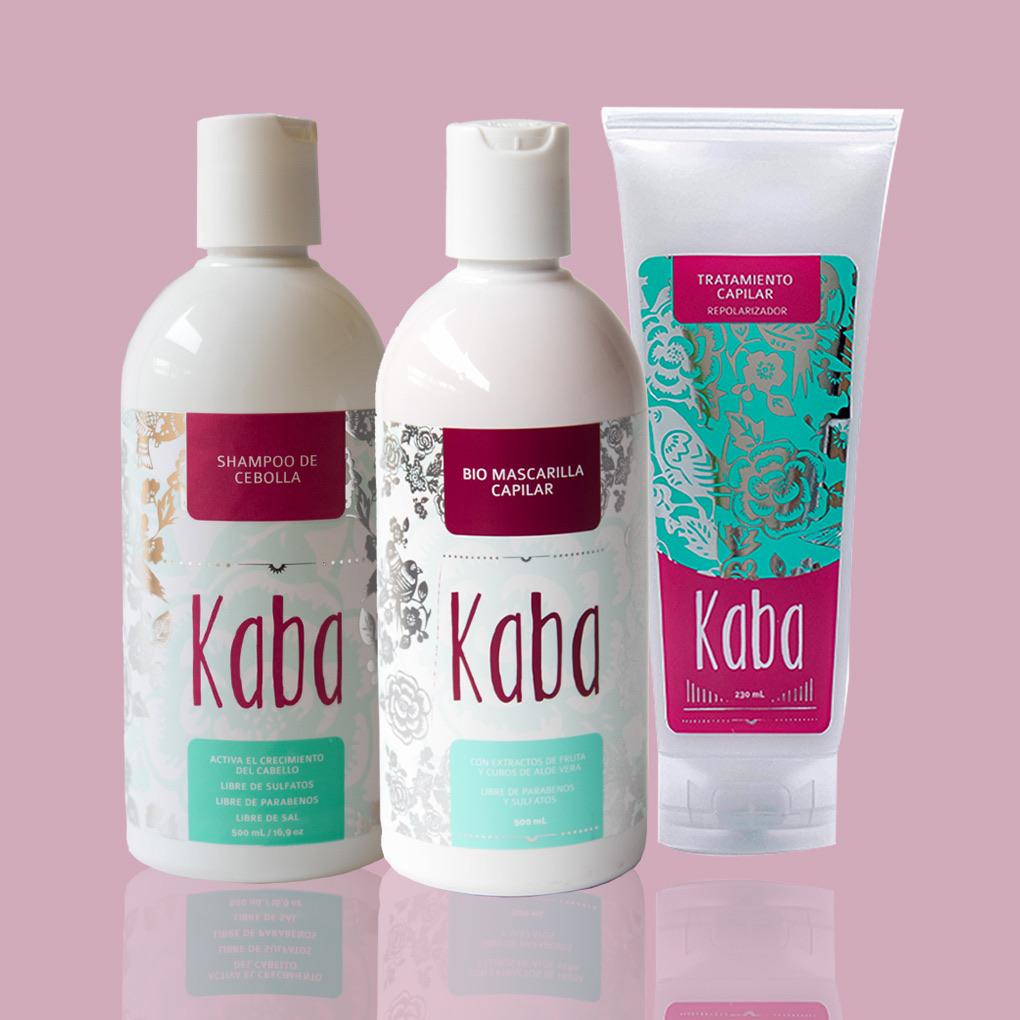 SHAMPOO DE
CEBOLLA
Kaba
ACTIVA EL CRECIMIENTO
DEL CABELLO
LIBRE DE SULFATOS
LIBRE DE PARABENOS
LIBRE DE SAL
500 mL / 16,9 oz
BIO MASCARILLA
CAPILAR
Kaba
CON EXTRACTOS DE FRUTA
Y CUBOS DE ALOE VERA
LIBRE DE PARABENOS
Y SULFATOS
500 mL
TRATAMIENTO
CAPILAR
REPOLARIZADOR
Kaba
230 mL